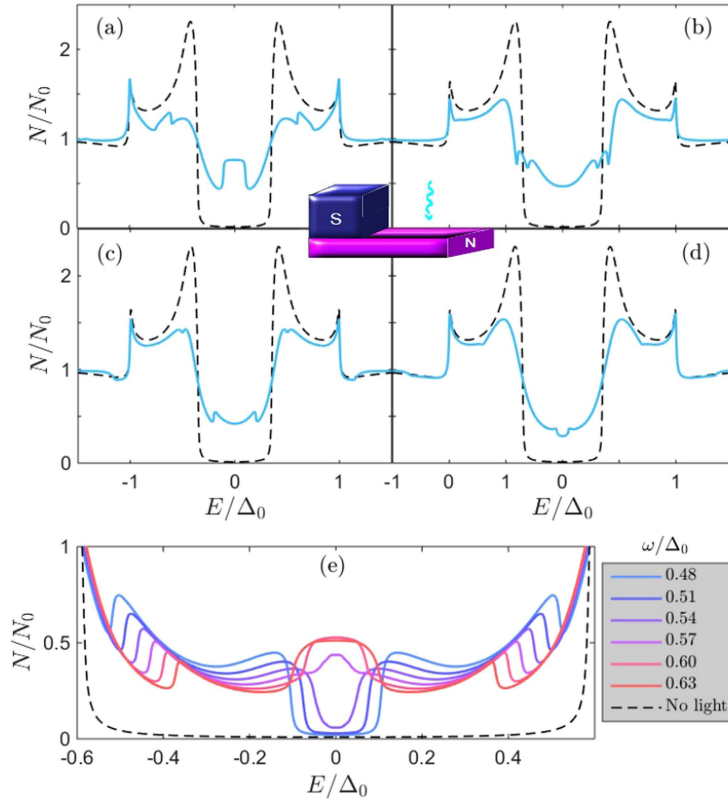 (a)
(b)
N/N₀
2
1
0
S
N
(c)
(d)
N/N₀
2
1
0
-1 0 1 -1 0 1 0 1
E/Δ₀
E/Δ₀
(e)
N/N₀
1
0.5
0
-0.6 -0.4 -0.2 0 0.2 0.4
E/Δ₀
ω/Δ₀
0.48
0.51
0.54
0.57
0.60
0.63
No light